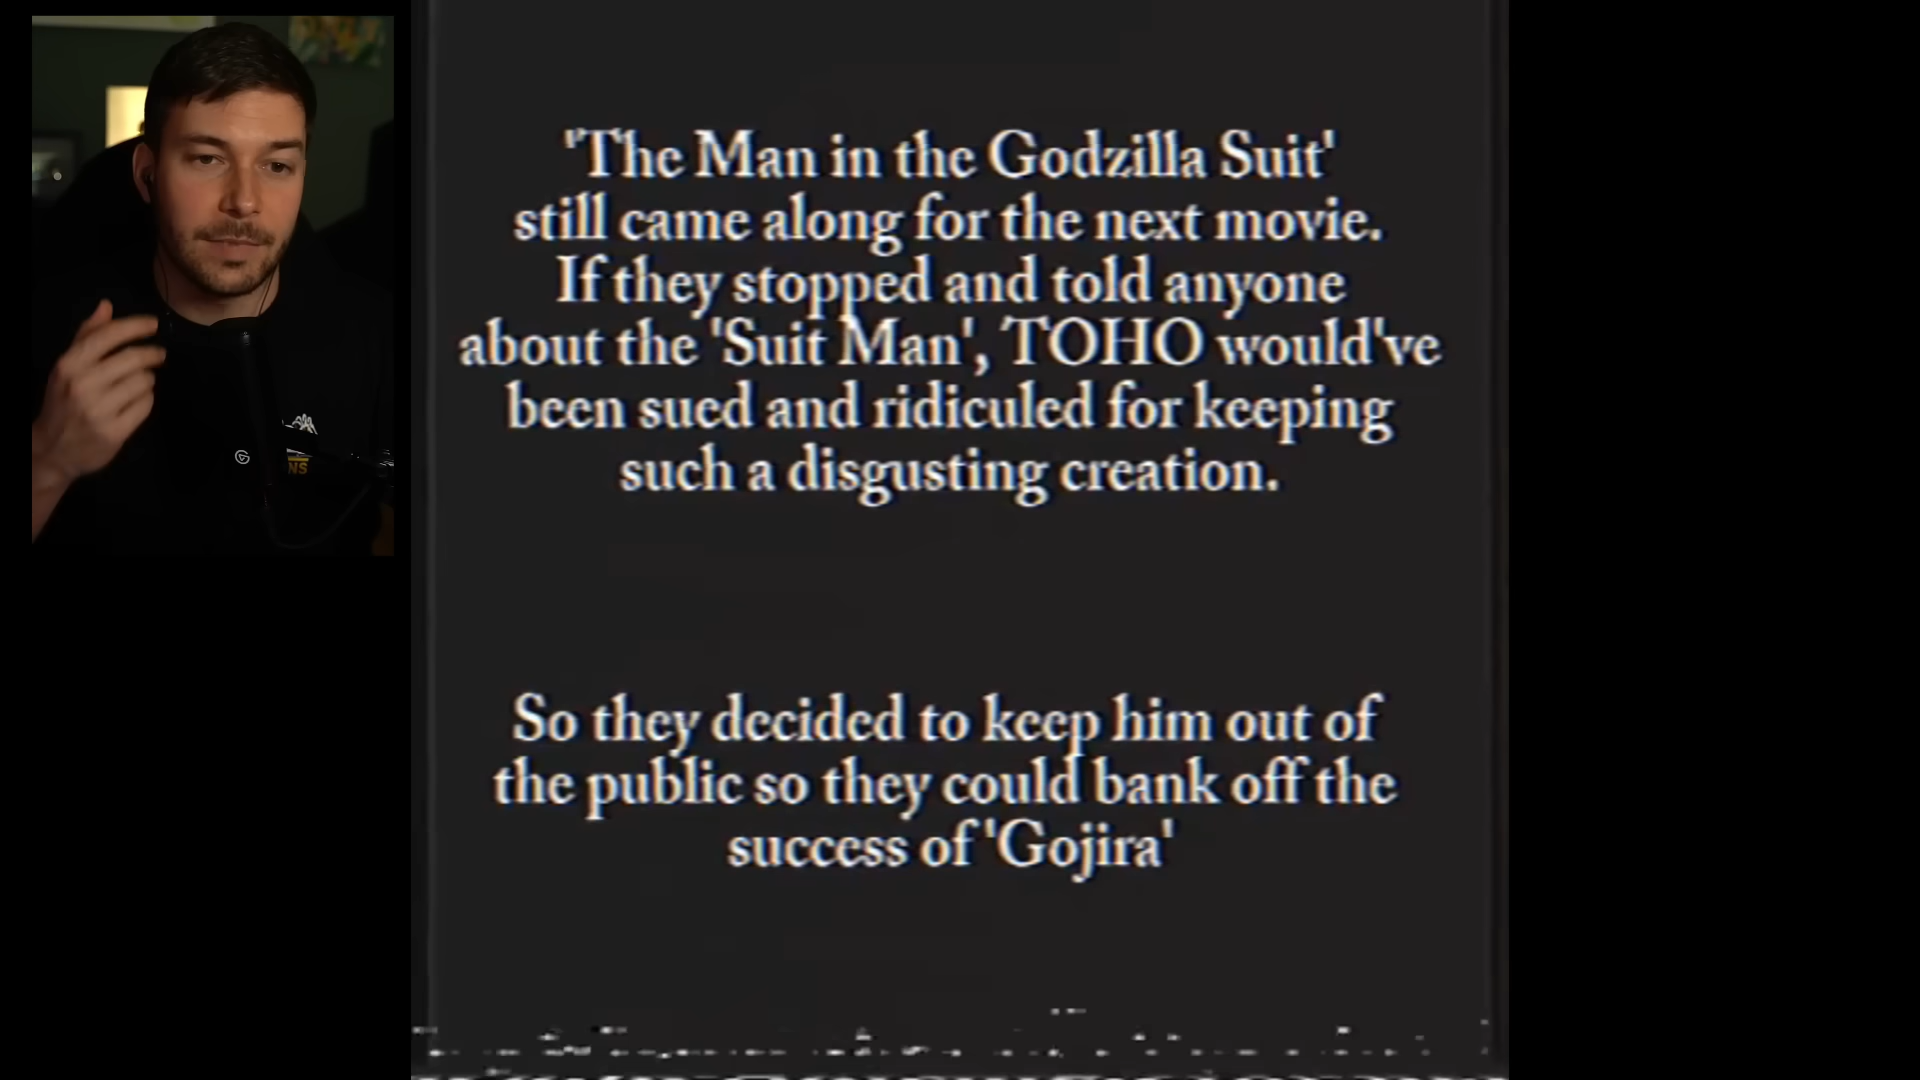 'The Man in the Godzilla Suit'
still came along for the next movie.
If they stopped and told anyone
about the 'Suit Man', TOHO would've
been sued and ridiculed for keeping
such a disgusting creation.
So they decided to keep him out of
the public so they could bank off the
success of 'Gojira'
NS